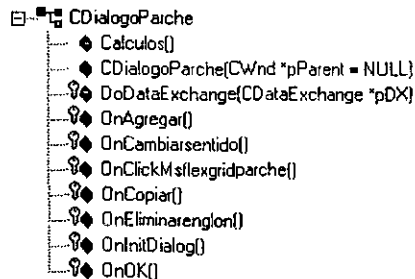 CDialogoParche
Calculos()
CDialogoParche(CWnd *pParent = NULL)
DoDataExchange(CDataExchange *pDX)
OnAgregar()
OnCambiarsentido()
OnClickMsflexgridparche()
OnCopiar()
OnEliminarenglon()
OnInitDialog()
OnOK()